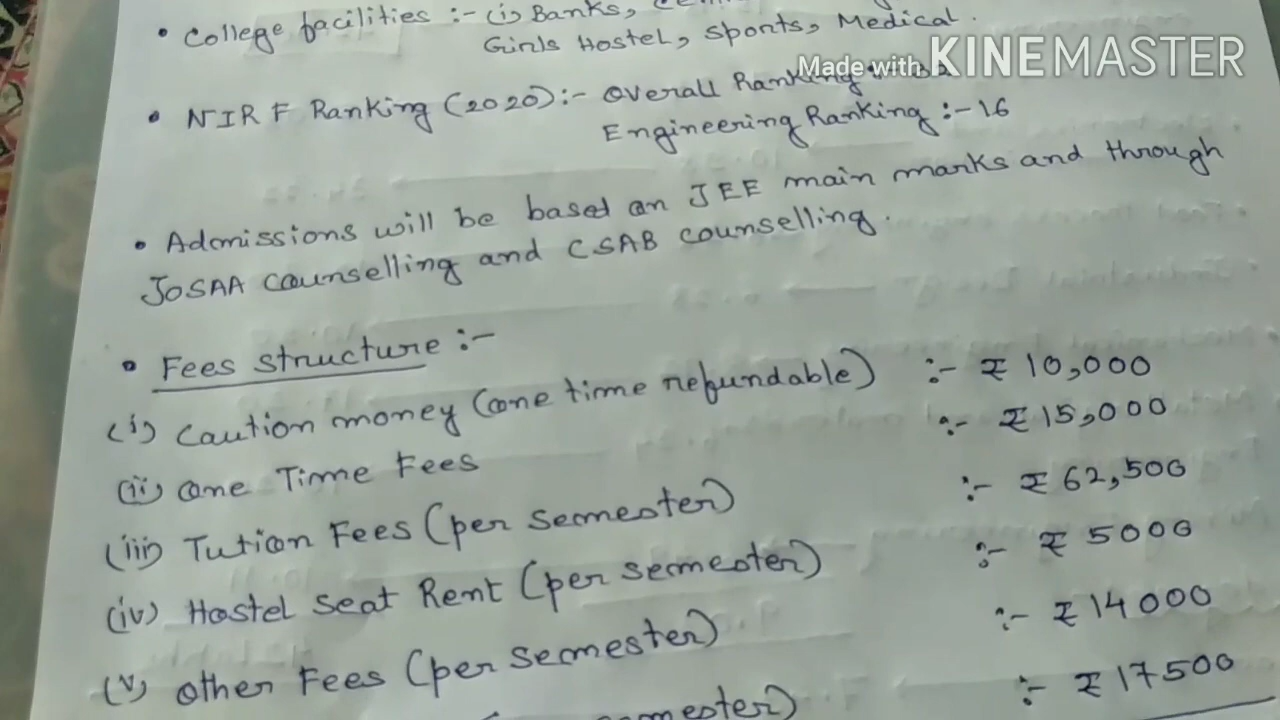 • College facilities :- (i) Banks,
Girls Hostel, Sports, Medical.
Made with KINEMASTER
• NIRF Ranking (2020):- Overall Ranking
Engineering Ranking :- 16
• Admissions will be based on JEE main marks and through
JoSAA counselling and CSAB counselling.
• Fees structure :-
(i) Caution money (one time refundable) :- ₹ 10,000
(ii) One Time Fees :- ₹ 15,000
(iii) Tution Fees (per semester) :- ₹ 62,500
(iv) Hostel Seat Rent (per semester) :- ₹ 5000
(v) Other Fees (per semester) :- ₹ 14000
semester) :- ₹ 17500